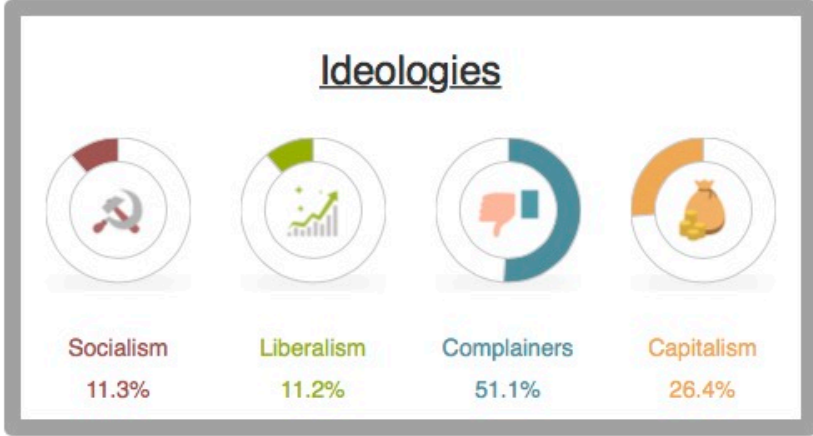 Ideologies
Socialism Liberalism Complainers Capitalism
11.3% 11.2% 51.1% 26.4%